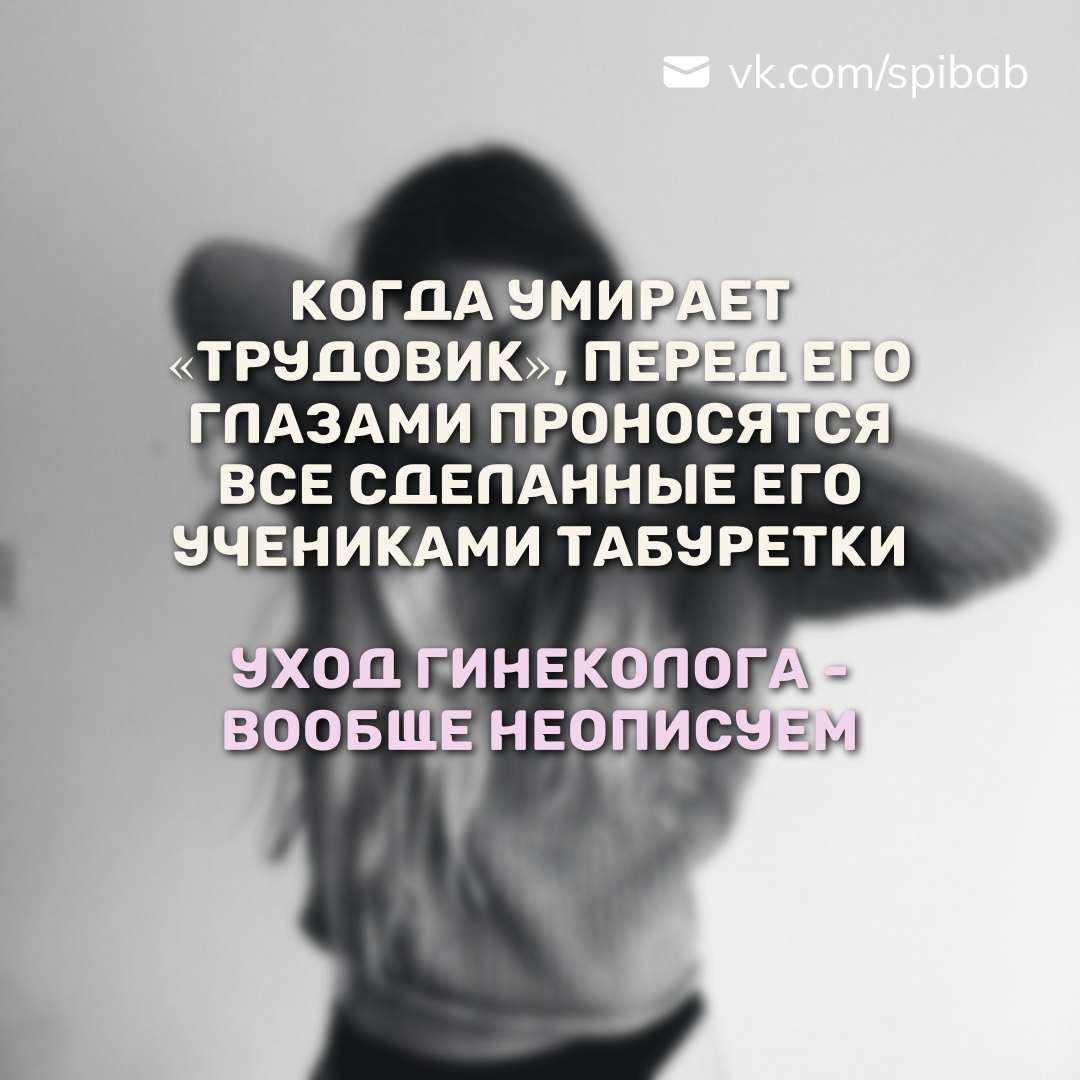 vk.com/spibab
КОГДА УМИРАЕТ
«ТРУДОВИК», ПЕРЕД ЕГО
ГЛАЗАМИ ПРОНОСЯТСЯ
ВСЕ СДЕЛАННЫЕ ЕГО
УЧЕНИКАМИ ТАБУРЕТКИ
УХОД ГИНЕКОЛОГА -
ВООБЩЕ НЕОПИСУЕМ